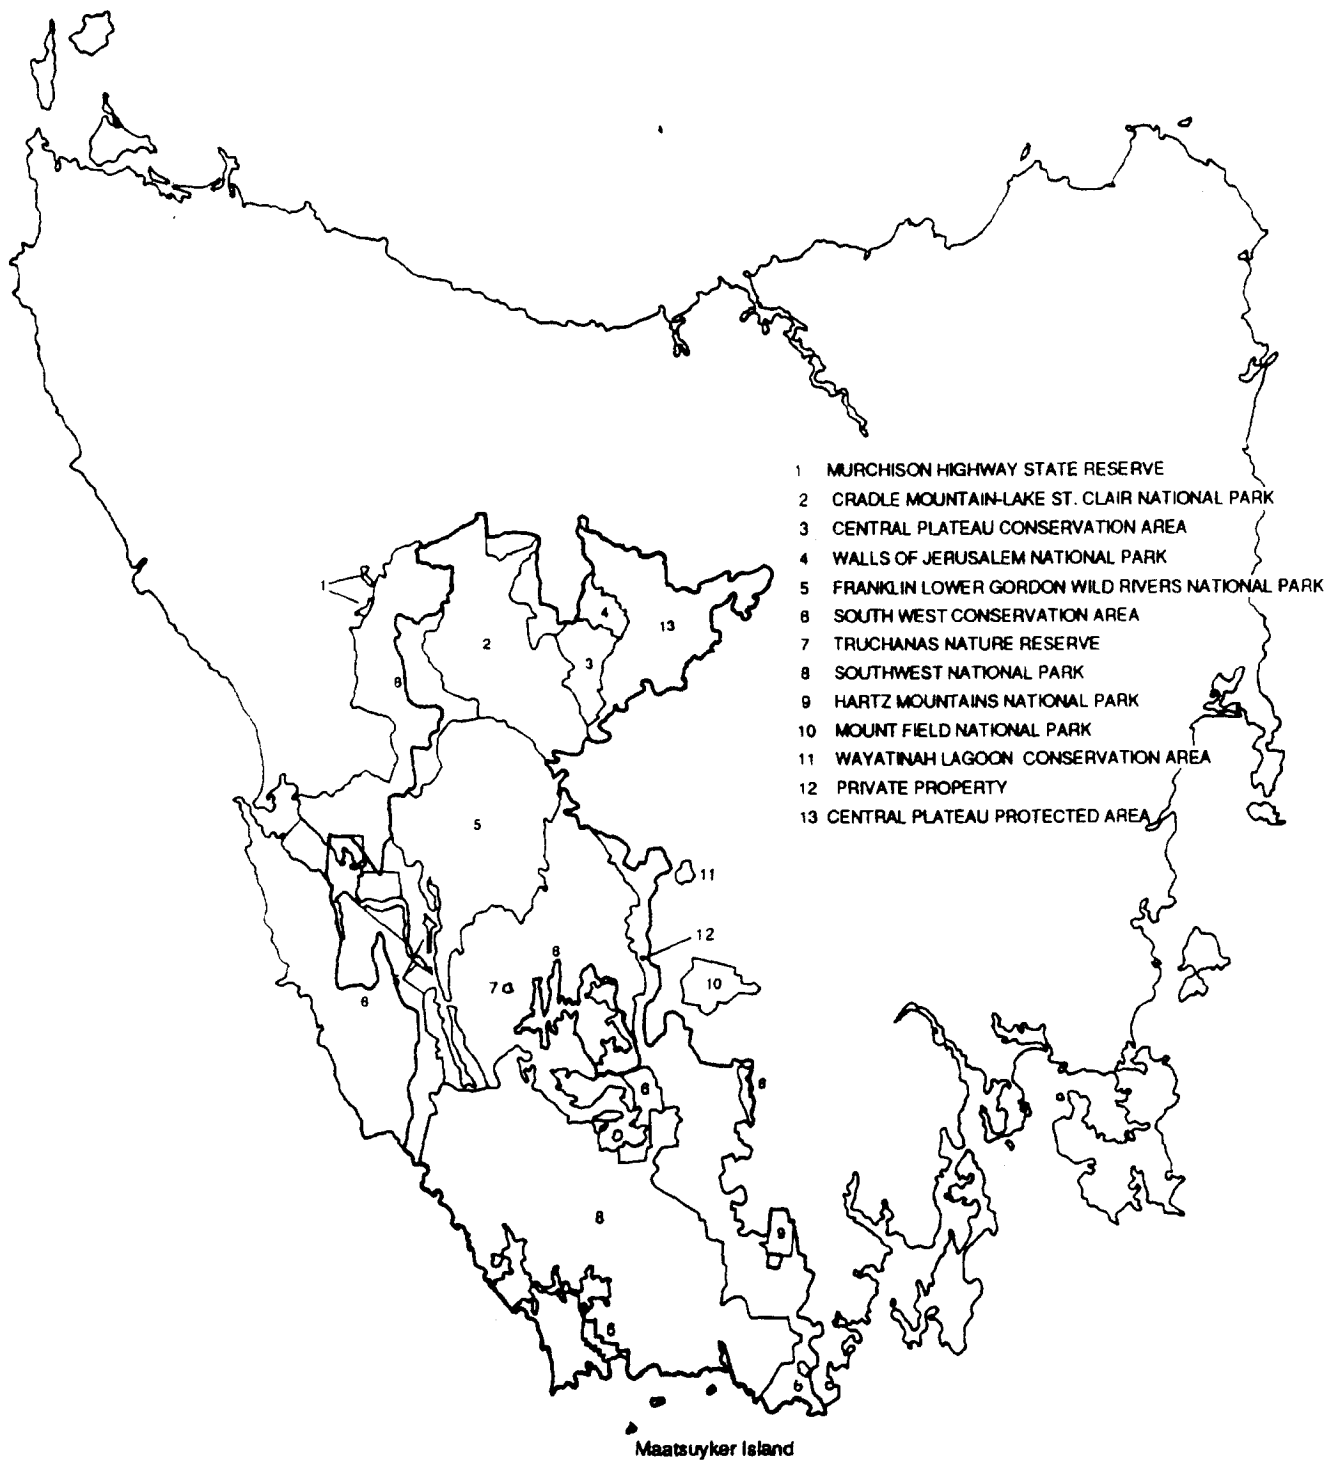 1 MURCHISON HIGHWAY STATE RESERVE
2 CRADLE MOUNTAIN-LAKE ST. CLAIR NATIONAL PARK
3 CENTRAL PLATEAU CONSERVATION AREA
4 WALLS OF JERUSALEM NATIONAL PARK
5 FRANKLIN LOWER GORDON WILD RIVERS NATIONAL PARK
6 SOUTH WEST CONSERVATION AREA
7 TRUCHANAS NATURE RESERVE
8 SOUTHWEST NATIONAL PARK
9 HARTZ MOUNTAINS NATIONAL PARK
10 MOUNT FIELD NATIONAL PARK
11 WAYATINAH LAGOON CONSERVATION AREA
12 PRIVATE PROPERTY
13 CENTRAL PLATEAU PROTECTED AREA
1
4
13
2
3
6
5
11
12
6
7
10
6
6
6
8
9
6
6
Maatsuyker Island